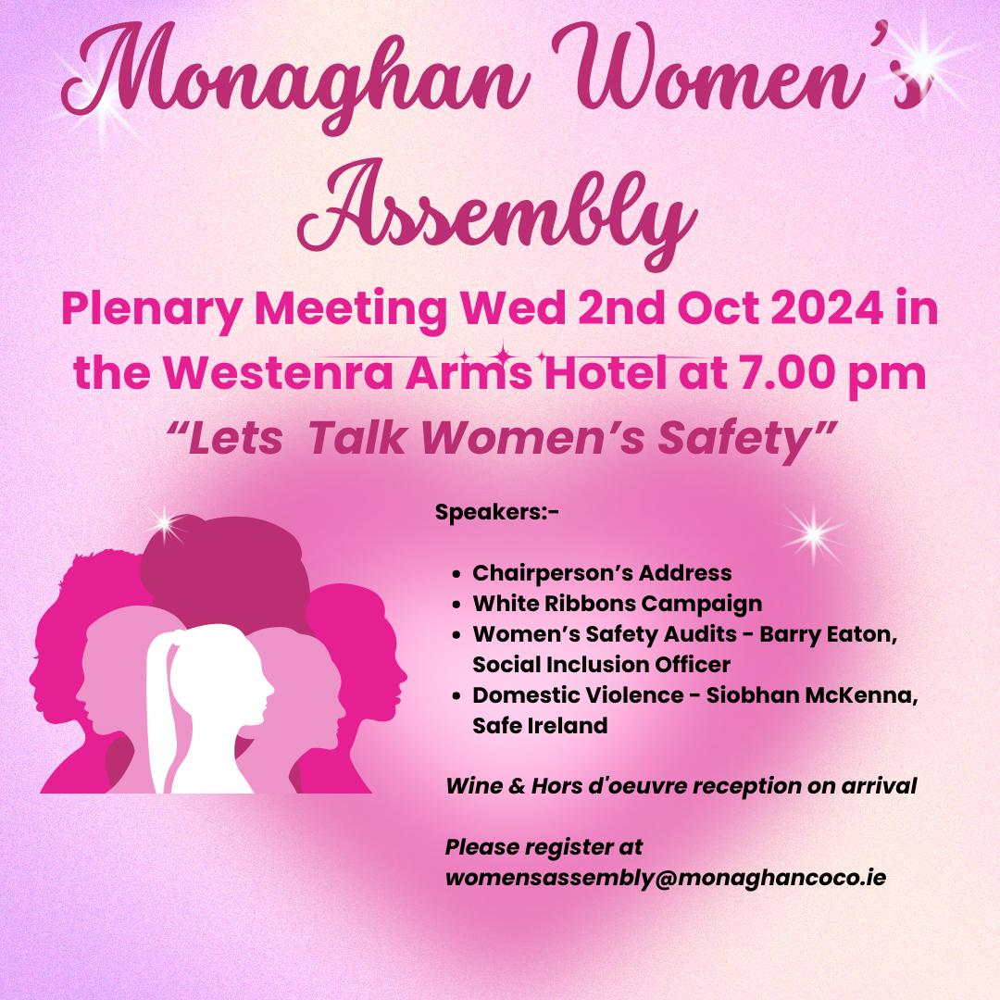 Monaghan Women's
Assembly
Plenary Meeting Wed 2nd Oct 2024 in
the Westenra Arms Hotel at 7.00 pm
“Lets  Talk Women’s Safety”
Speakers:-
• Chairperson’s Address
• White Ribbons Campaign
• Women’s Safety Audits - Barry Eaton,
Social Inclusion Officer
• Domestic Violence - Siobhan McKenna,
Safe Ireland
Wine & Hors d'oeuvre reception on arrival
Please register at
womensassembly@monaghancoco.ie